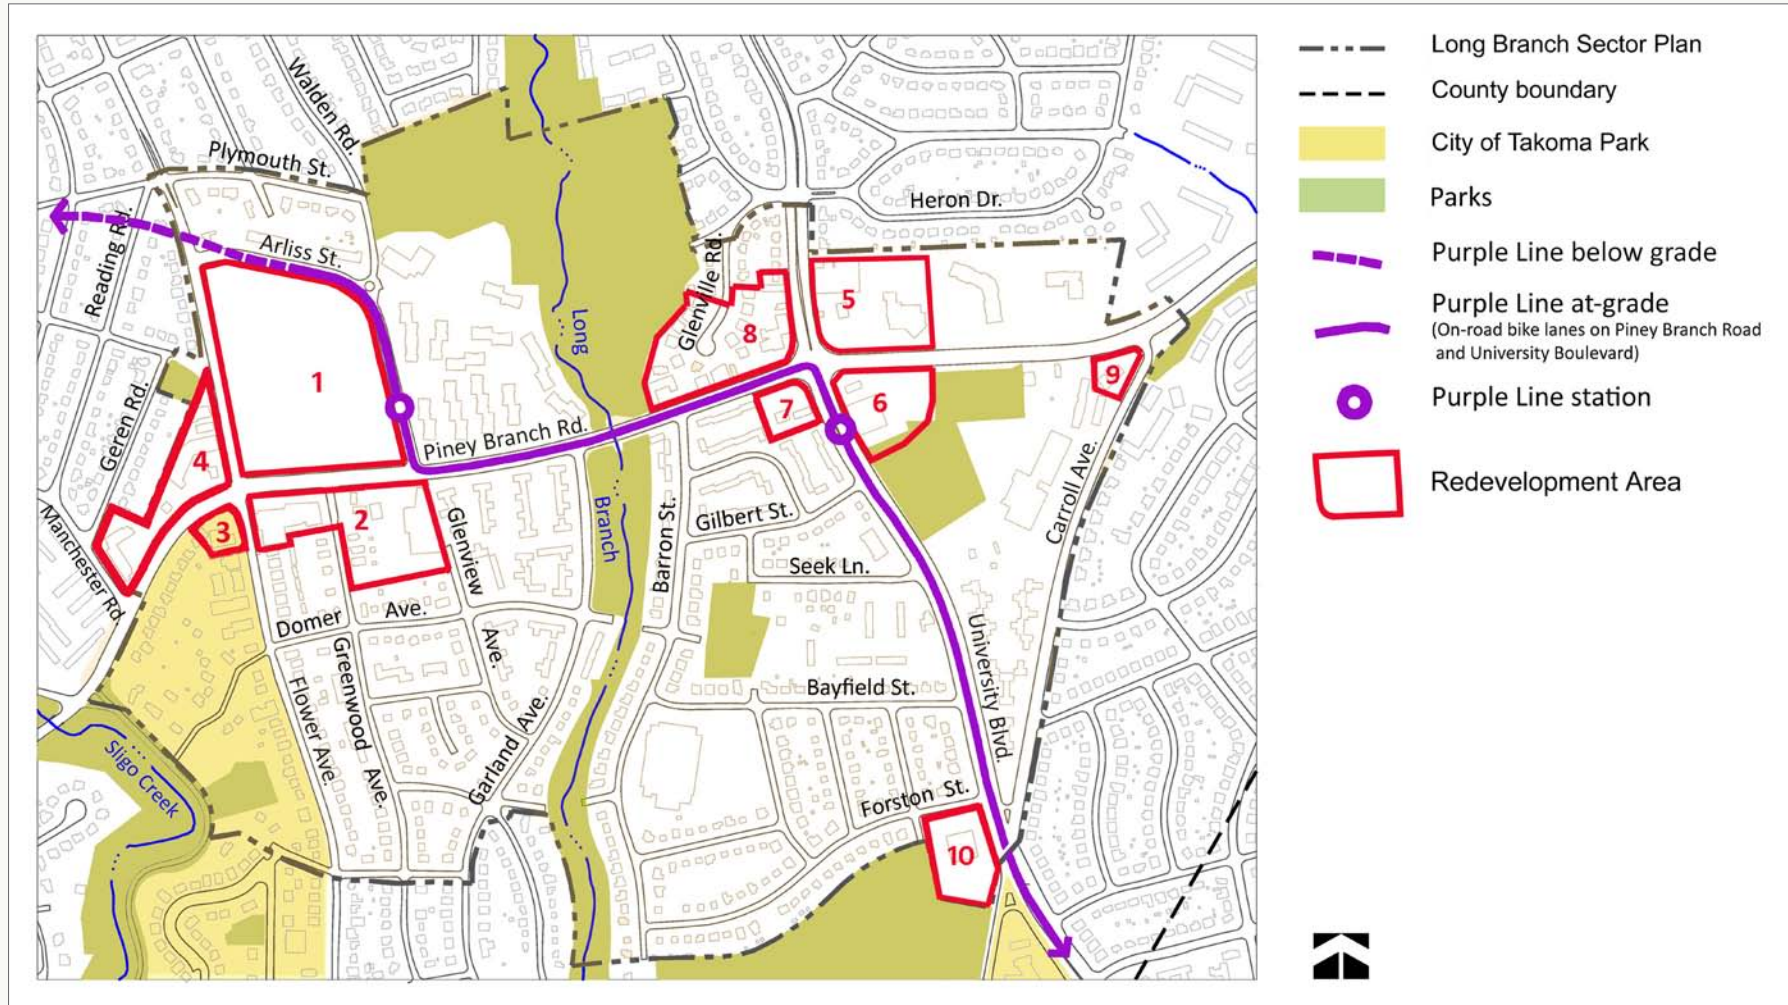 Long Branch Sector Plan
County boundary
City of Takoma Park
Parks
Purple Line below grade
Purple Line at-grade
(On-road bike lanes on Piney Branch Road
and University Boulevard)
Purple Line station
Redevelopment Area
Walden Rd.
Plymouth St.
Reading Rd.
Arliss St.
Heron Dr.
Glenville Rd.
Long
Branch
Geren Rd.
Piney Branch Rd.
Manchester Rd.
Glenview
Ave.
Barron St.
Gilbert St.
Seek Ln.
Carroll Ave.
Domer
Ave.
Greenwood
Ave.
Flower Ave.
Garland Ave.
Bayfield St.
University Blvd.
Forston St.
Sligo Creek
1
2
3
4
5
6
7
8
9
10